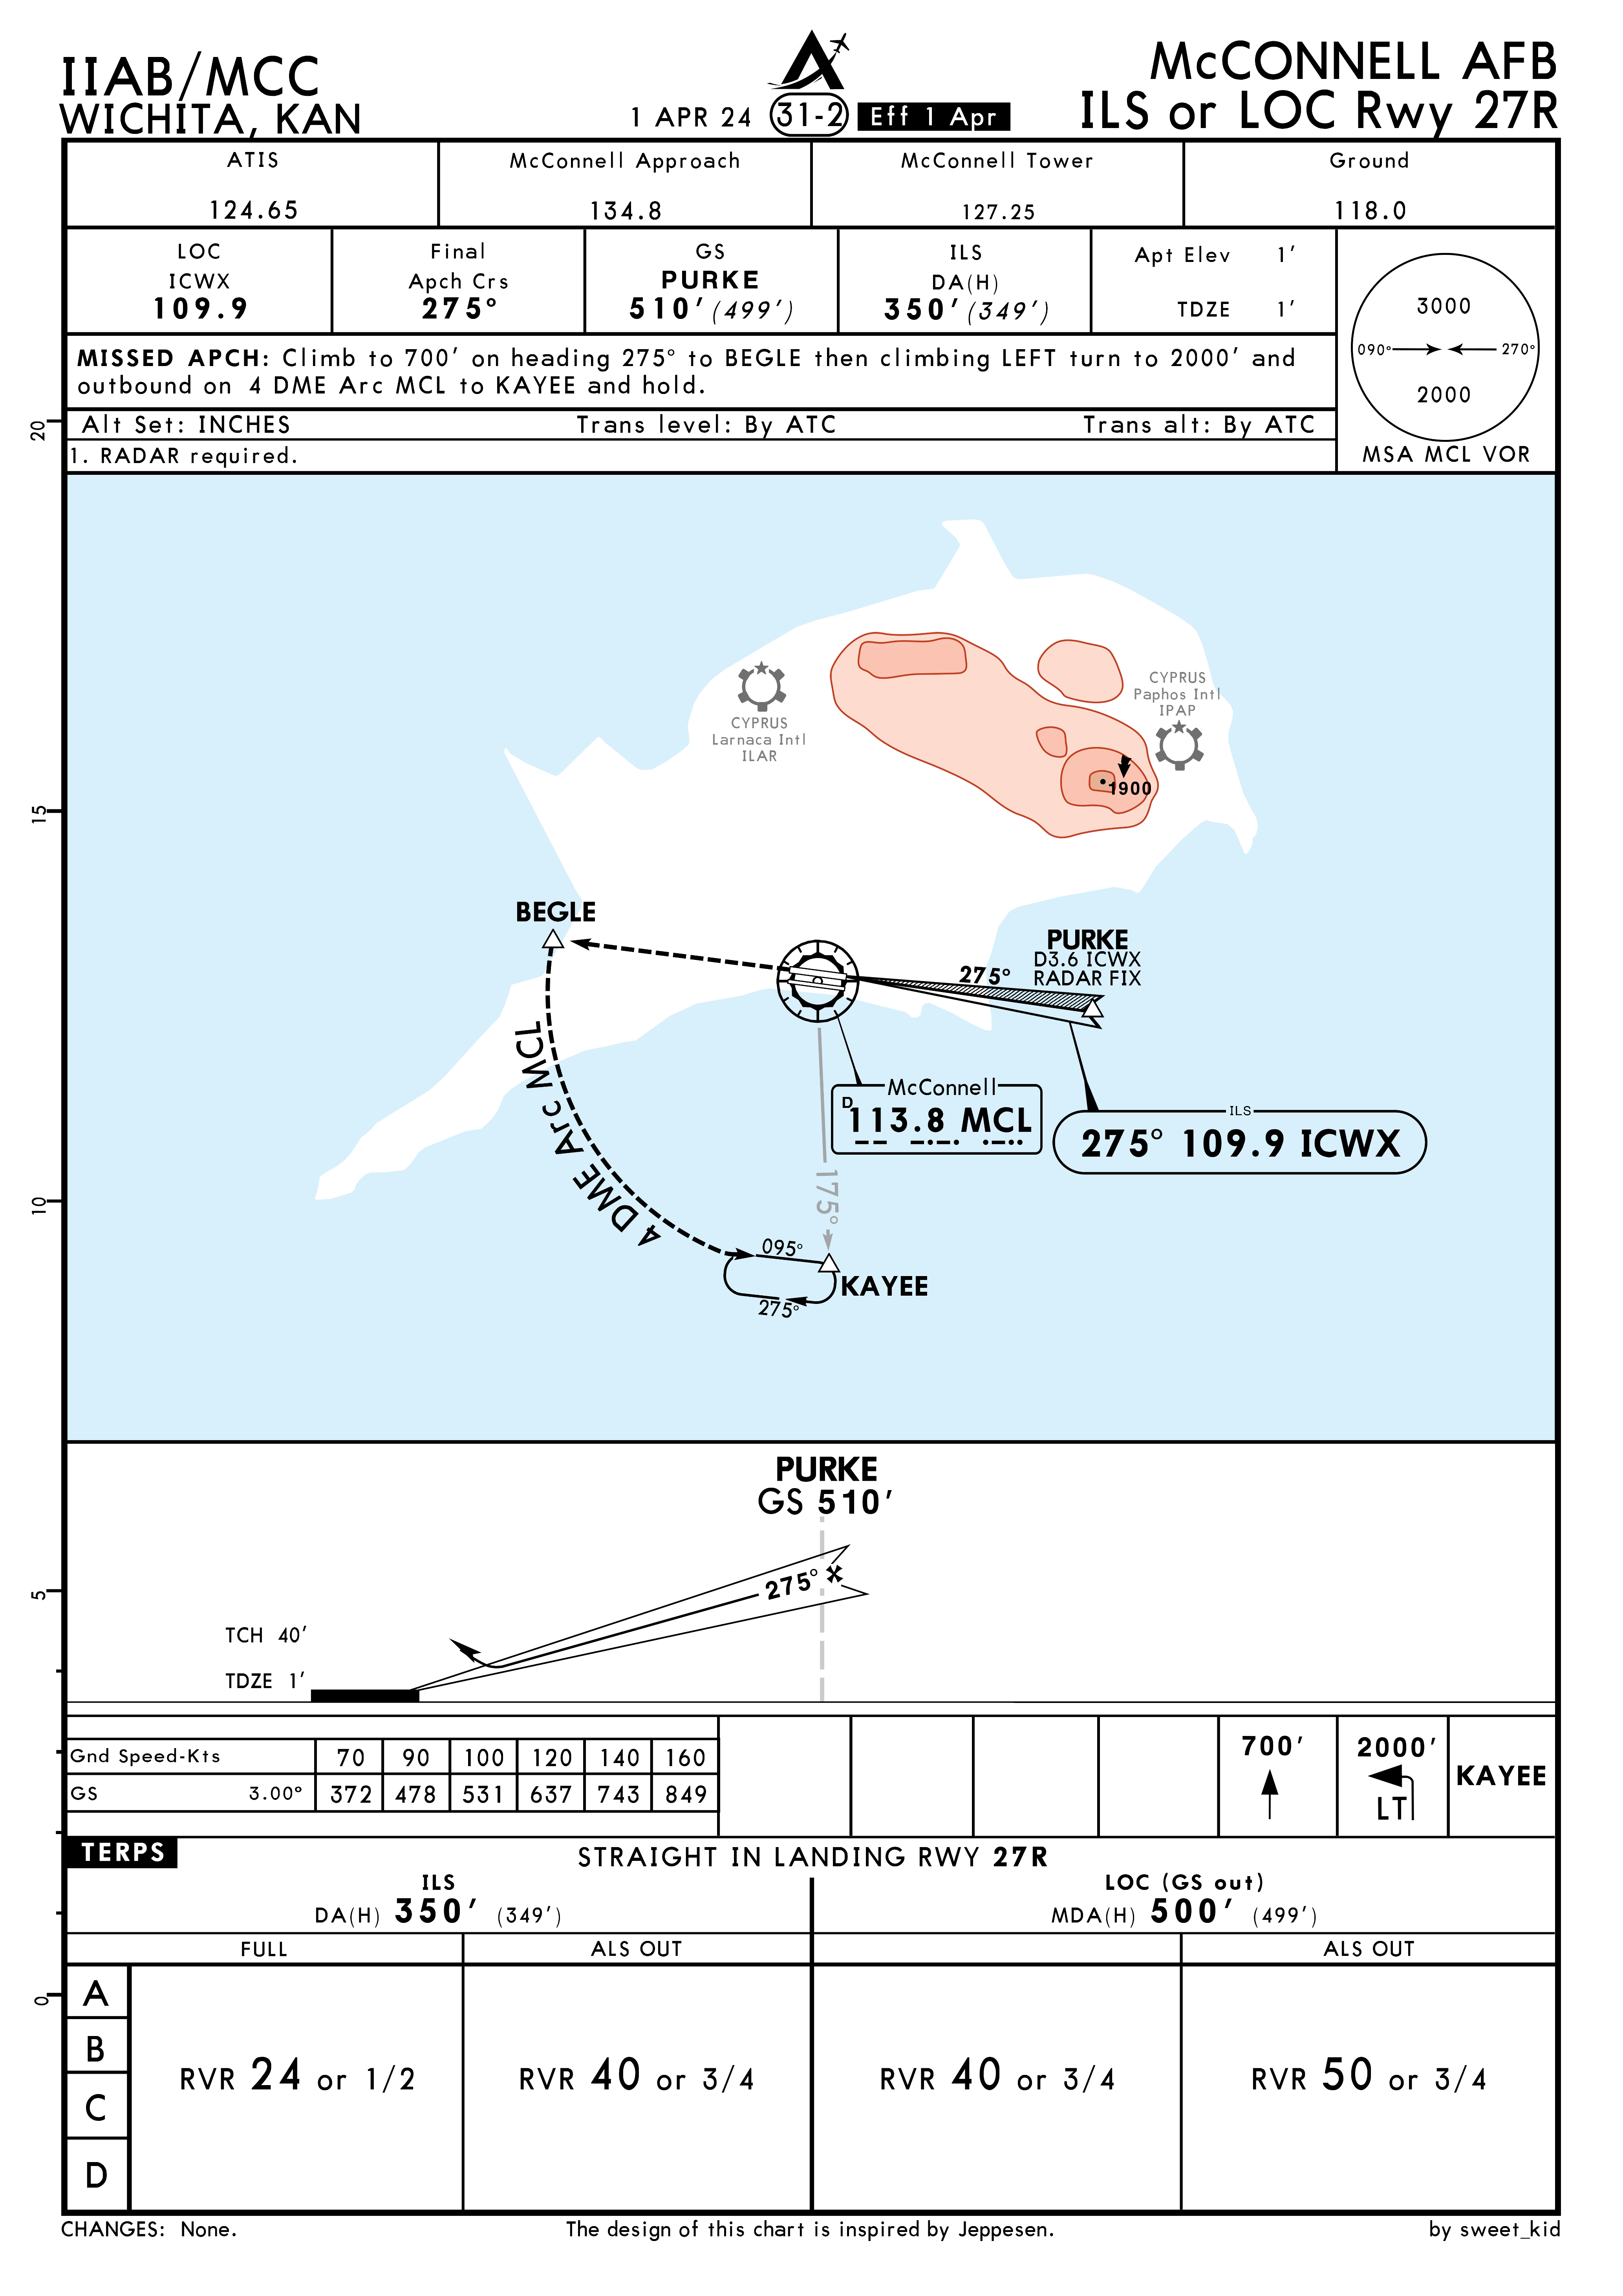 IIAB/MCC
WICHITA, KAN
1 APR 24
31-2
Eff 1 Apr
McCONNELL AFB
ILS or LOC Rwy 27R
ATIS
124.65
McConnell Approach
134.8
McConnell Tower
127.25
Ground
118.0
LOC
ICWX
109.9
Final
Apch Crs
275°
GS
PURKE
510′ (499′)
ILS
DA(H)
350′ (349′)
Apt Elev 1′
TDZE 1′
3000
090° 270°
2000
MSA MCL VOR
MISSED APCH: Climb to 700′ on heading 275° to BEGLE then climbing LEFT turn to 2000′ and
outbound on 4 DME Arc MCL to KAYEE and hold.
Alt Set: INCHES Trans level: By ATC Trans alt: By ATC
1. RADAR required.
20
15
10
5
0
CYPRUS
Larnaca Intl
ILAR
CYPRUS
Paphos Intl
IPAP
1900
BEGLE
PURKE
D3.6 ICWX
RADAR FIX
275°
McConnell
D
113.8 MCL
ILS
275° 109.9 ICWX
4 DME Arc MCL
175°
095°
275°
KAYEE
PURKE
GS 510′
275°
TCH 40′
TDZE 1′
Gnd Speed-Kts 70 90 100 120 140 160
GS 3.00° 372 478 531 637 743 849
700′
2000′
LT
KAYEE
TERPS
STRAIGHT IN LANDING RWY 27R
ILS
DA(H) 350′ (349′)
LOC (GS out)
MDA(H) 500′ (499′)
FULL
ALS OUT
ALS OUT
A
B
C
D
RVR 24 or 1/2
RVR 40 or 3/4
RVR 40 or 3/4
RVR 50 or 3/4
CHANGES: None.
The design of this chart is inspired by Jeppesen.
by sweet_kid